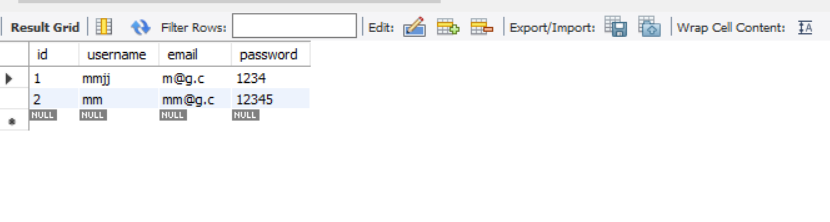 Result Grid Filter Rows: Edit: Export/Import: Wrap Cell Content: IA
id username email password
1 mmjj m@g.c 1234
2 mm mm@g.c 12345
NULL NULL NULL NULL